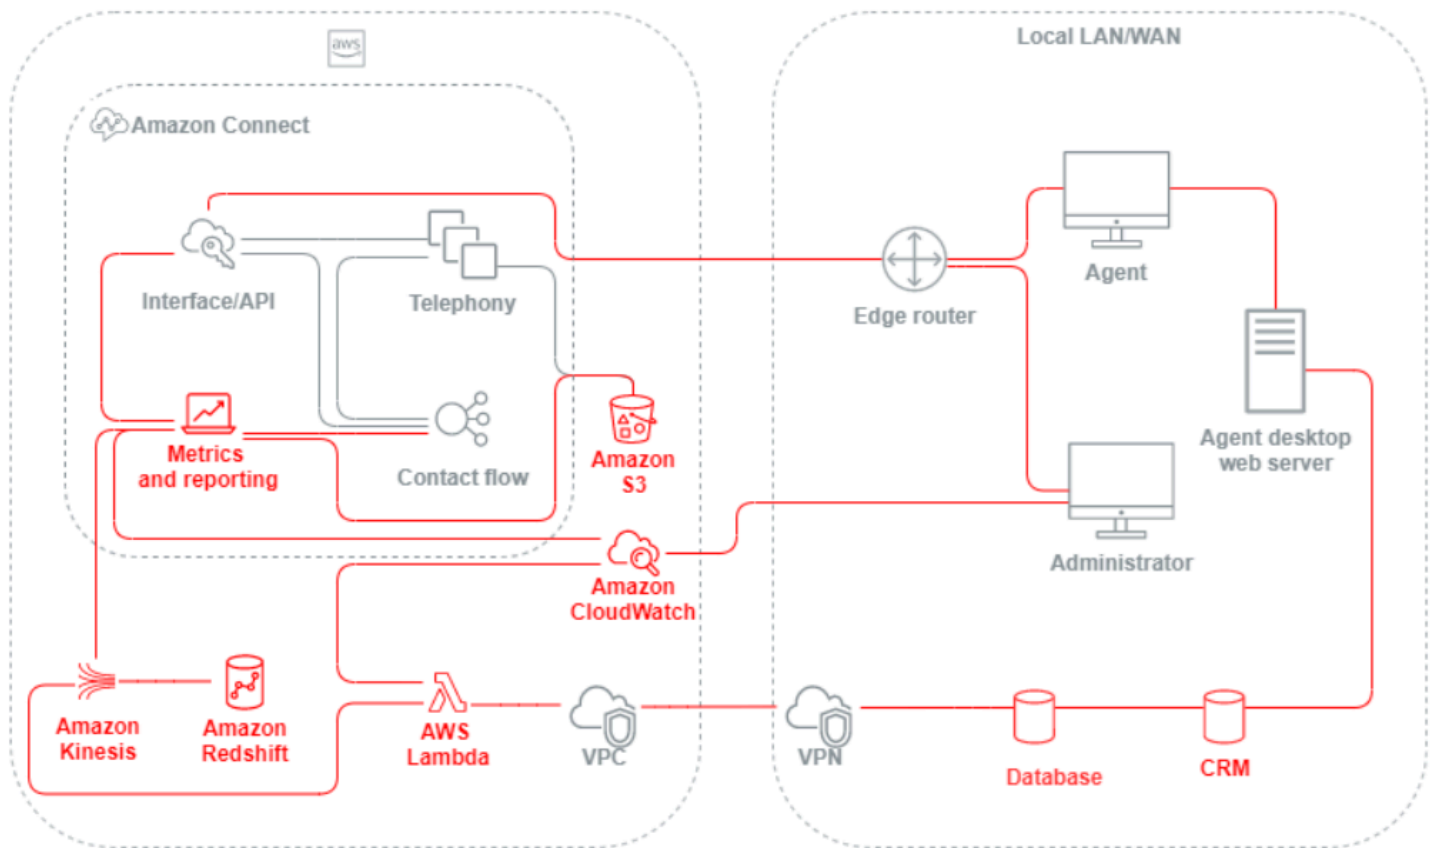 aws
Local LAN/WAN
Amazon Connect
Interface/API
Telephony
Edge router
Agent
Metrics
and reporting
Contact flow
Amazon
S3
Agent desktop
web server
Administrator
Amazon
CloudWatch
Amazon
Kinesis
Amazon
Redshift
AWS
Lambda
VPC
VPN
Database
CRM